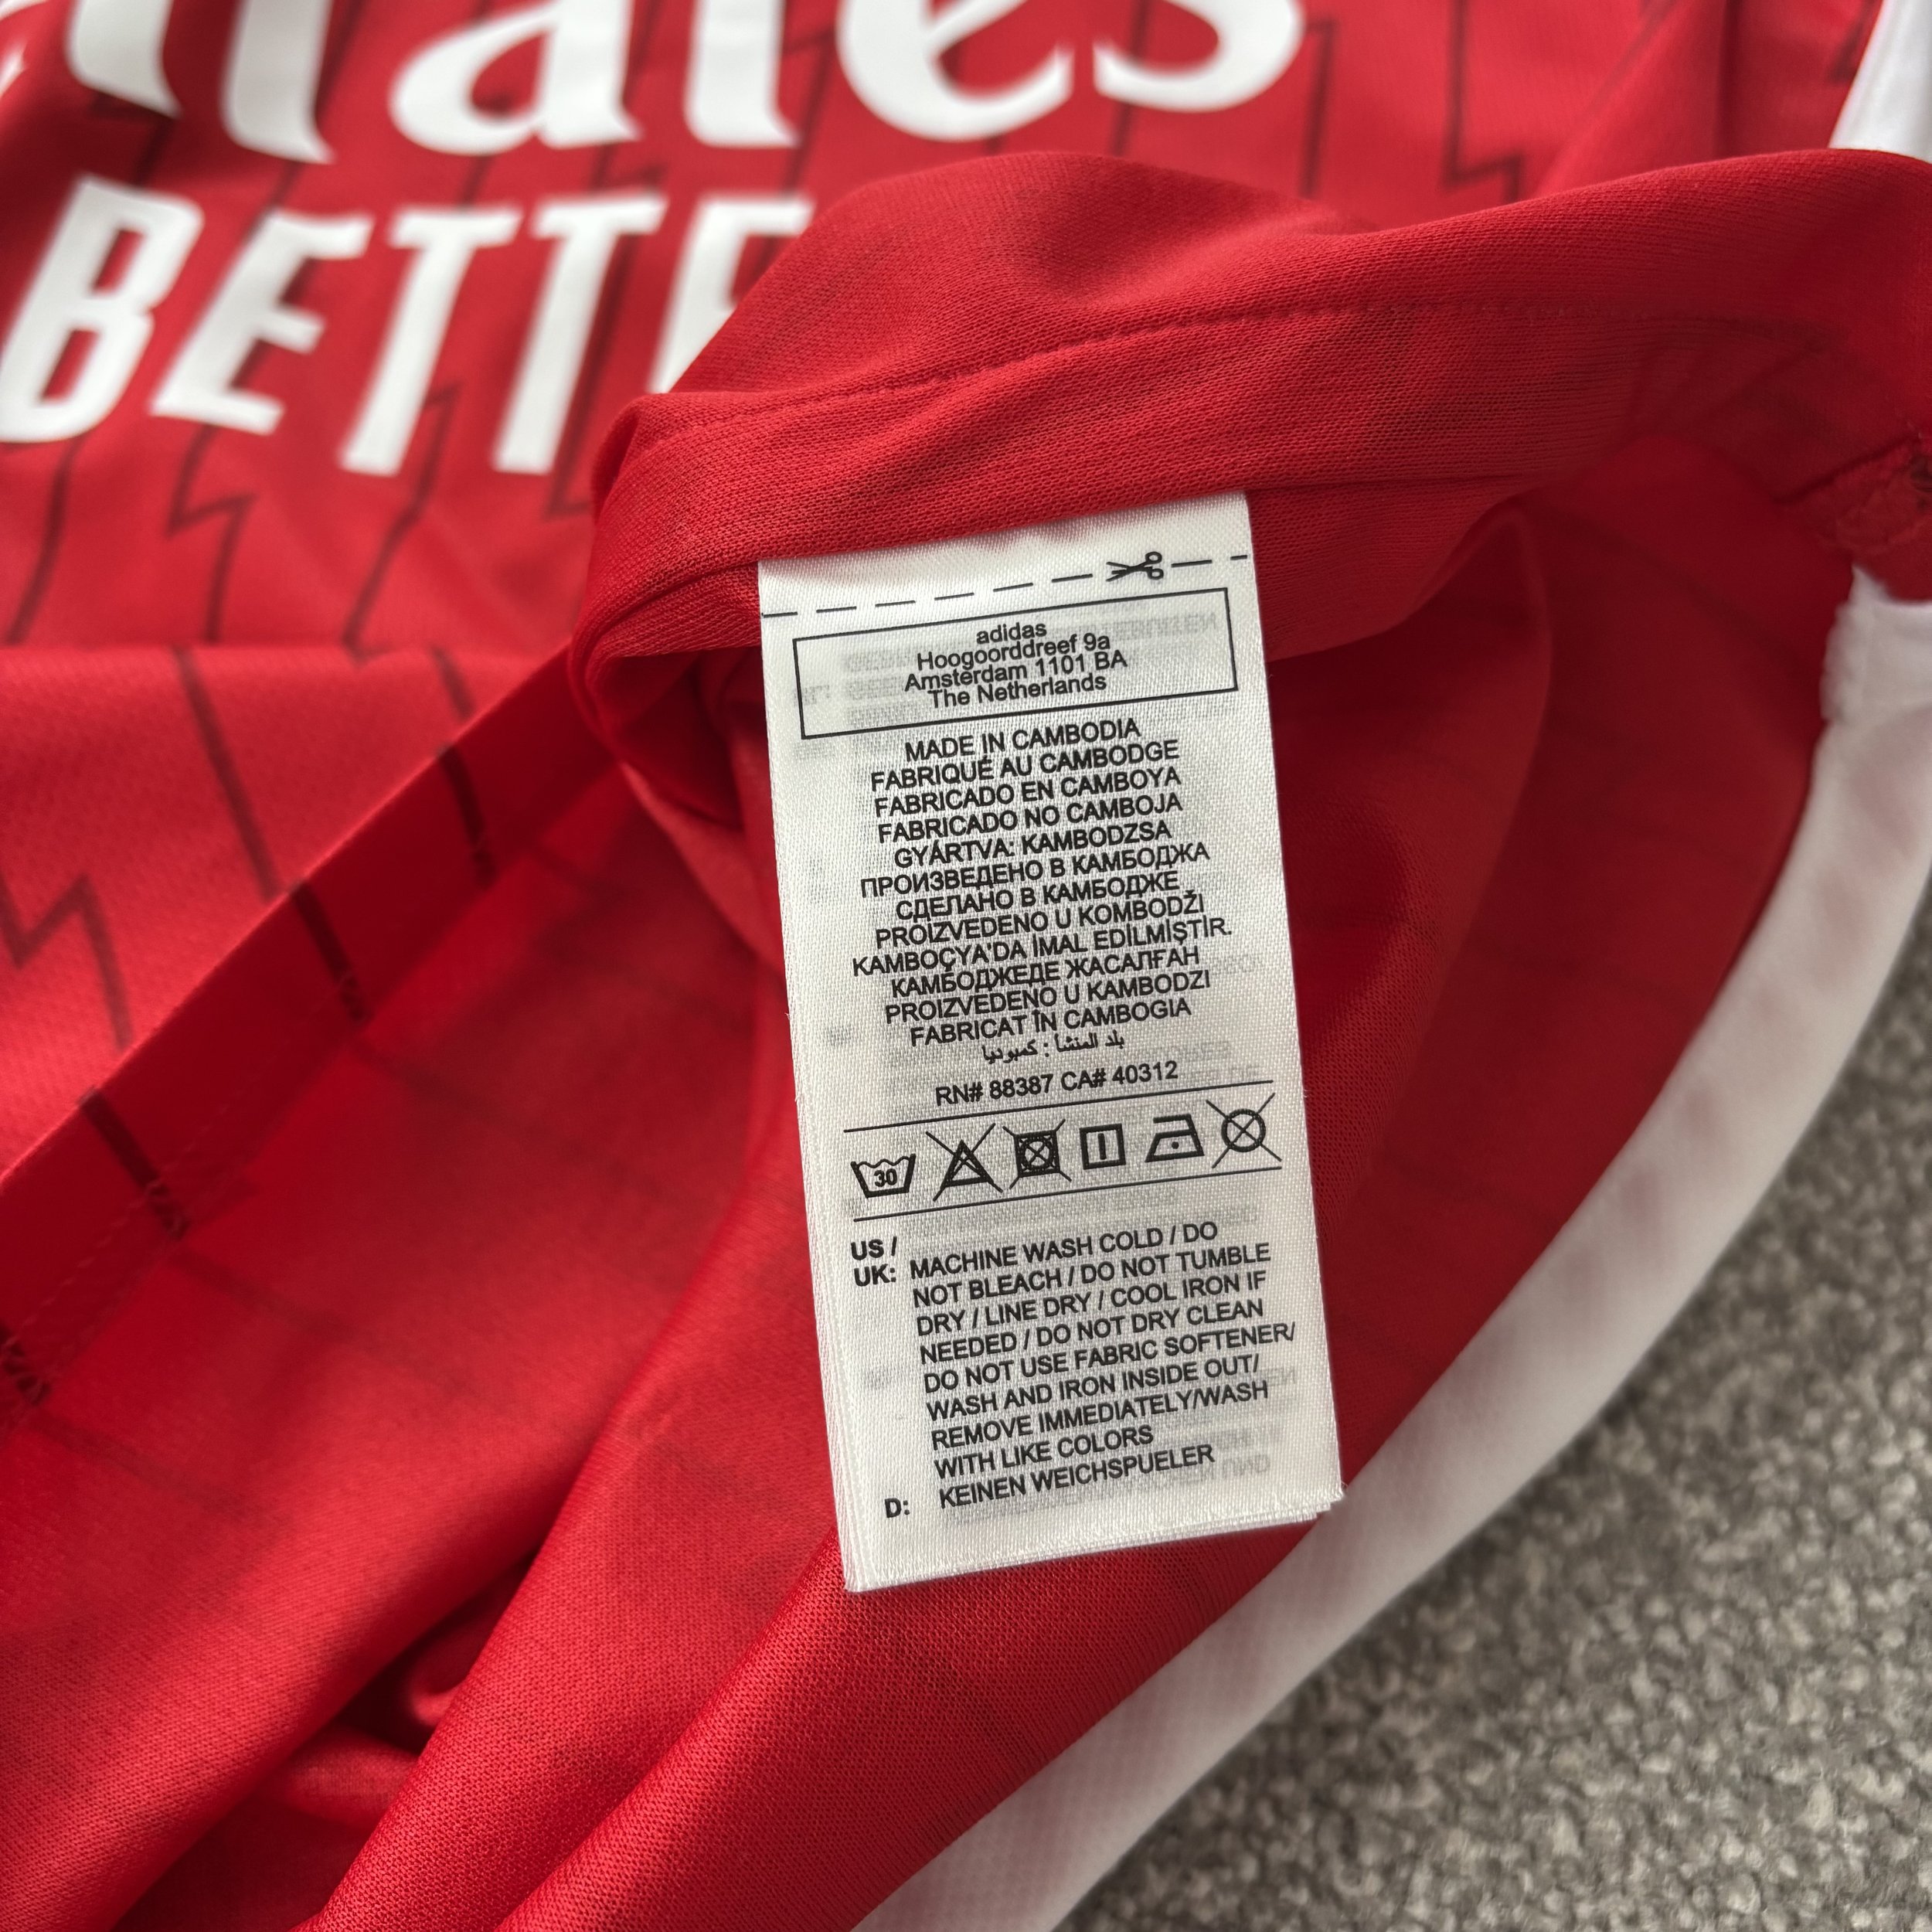 BETTE
adidas
Hoogoorddreef 9a
Amsterdam 1101 BA
The Netherlands
MADE IN CAMBODIA
FABRIQUÉ AU CAMBODGE
FABRICADO EN CAMBOYA
FABRICADO NO CAMBOJA
GYÁRTVA: KAMBODZSA
ПРОИЗВЕДЕНО В КАМБОДЖА
СДЕЛАНО В КАМБОДЖЕ
PROIZVEDENO U KOMBODŽI
KAMBOÇYA'DA İMAL EDİLMİŞTİR.
КАМБОДЖЕДЕ ЖАСАЛҒАН
PROIZVEDENO U KAMBODZI
FABRICAT ÎN CAMBOGIA
بلد المنشأ : كمبوديا
RN# 88387 CA# 40312
30
US /
UK: MACHINE WASH COLD / DO
NOT BLEACH / DO NOT TUMBLE
DRY / LINE DRY / COOL IRON IF
NEEDED / DO NOT DRY CLEAN
DO NOT USE FABRIC SOFTENER/
WASH AND IRON INSIDE OUT/
REMOVE IMMEDIATELY/WASH
WITH LIKE COLORS
D: KEINEN WEICHSPUELER